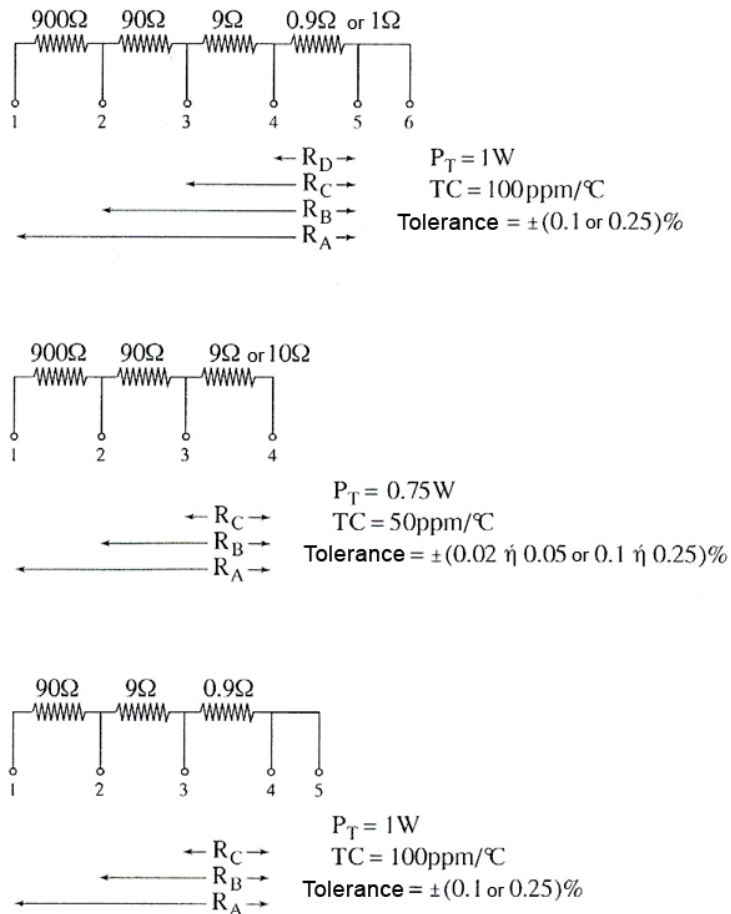 900Ω 90Ω 9Ω 0.9Ω or 1Ω
1 2 3 4 5 6
R_D
R_C
R_B
R_A
P_T = 1W
TC = 100ppm/℃
Tolerance = ±(0.1 or 0.25)%
900Ω 90Ω 9Ω or 10Ω
1 2 3 4
R_C
R_B
R_A
P_T = 0.75W
TC = 50ppm/℃
Tolerance = ±(0.02 ή 0.05 or 0.1 ή 0.25)%
90Ω 9Ω 0.9Ω
1 2 3 4 5
R_C
R_B
R_A
P_T = 1W
TC = 100ppm/℃
Tolerance = ±(0.1 or 0.25)%